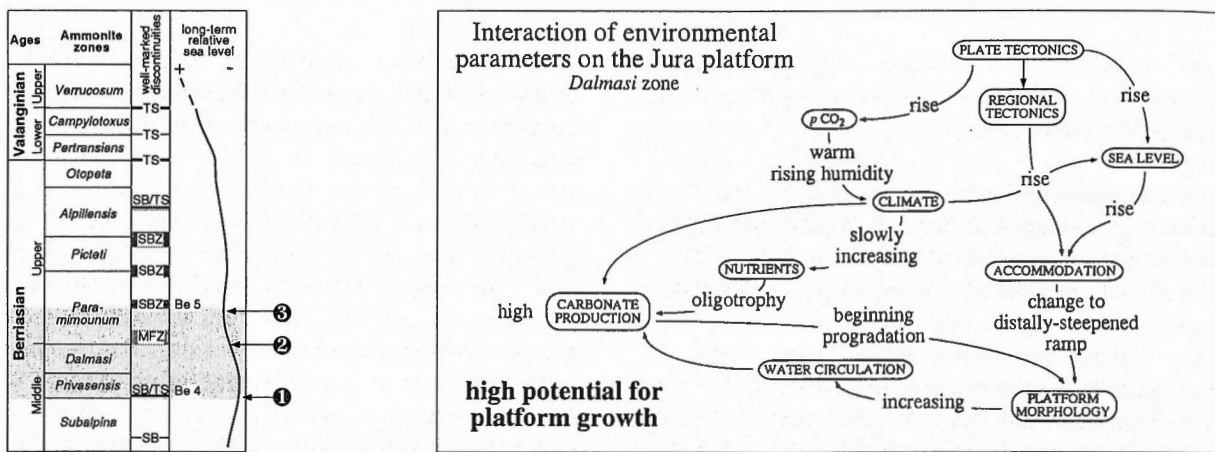 Ages
Ammonite zones
well-marked discontinuities
long-term relative sea level
+ -
Valanginian
Upper
Lower
Verrucosum
TS
Campylotoxus
TS
Pertransiens
TS
Berriasian
Upper
Middle
Otopeta
SB/TS
Alpillensis
SBZ
Picteti
SBZ
SBZ Be 5
Para-
mimounum
MFZ
Dalmasi
Privasensis
SB/TS Be 4
Subalpina
SB
3
2
1
Interaction of environmental
parameters on the Jura platform
Dalmasi zone
PLATE TECTONICS
rise
rise
REGIONAL
TECTONICS
p CO2
warm
rising humidity
SEA LEVEL
rise
CLIMATE
rise
slowly
increasing
NUTRIENTS
oligotrophy
ACCOMMODATION
high
CARBONATE
PRODUCTION
beginning
progradation
change to
distally-steepened
ramp
WATER CIRCULATION
increasing
PLATFORM
MORPHOLOGY
high potential for
platform growth